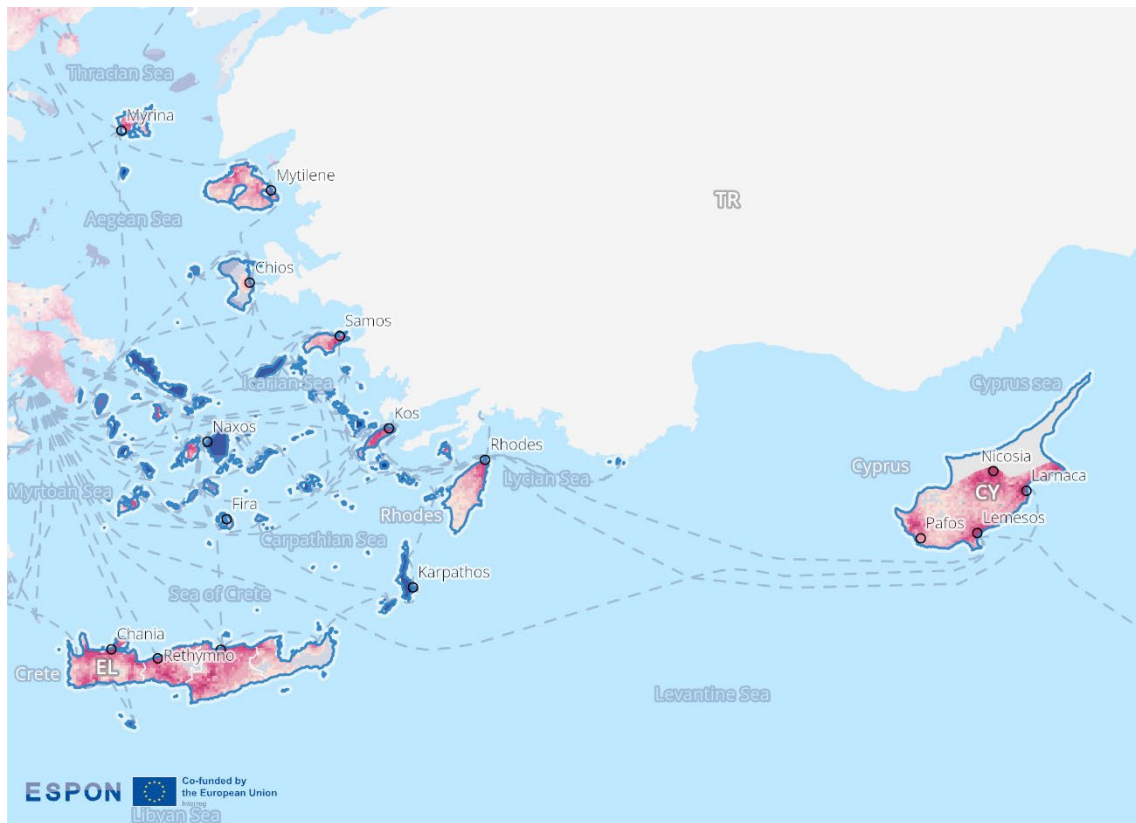 Thracian Sea
Myrina
Mytilene
TR
Aegean Sea
Chios
Samos
Icarian Sea
Cyprus sea
Kos
Naxos
Rhodes
Nicosia
Cyprus
Lycian Sea
Larnaca
Myrtoan Sea
CY
Fira
Rhodes
Lemesos
Pafos
Carpathian Sea
Karpathos
Sea of Crete
Chania
Rethymno
Crete
EL
Levantine Sea
ESPON
Co-funded by
the European Union
Interreg
Libyan Sea